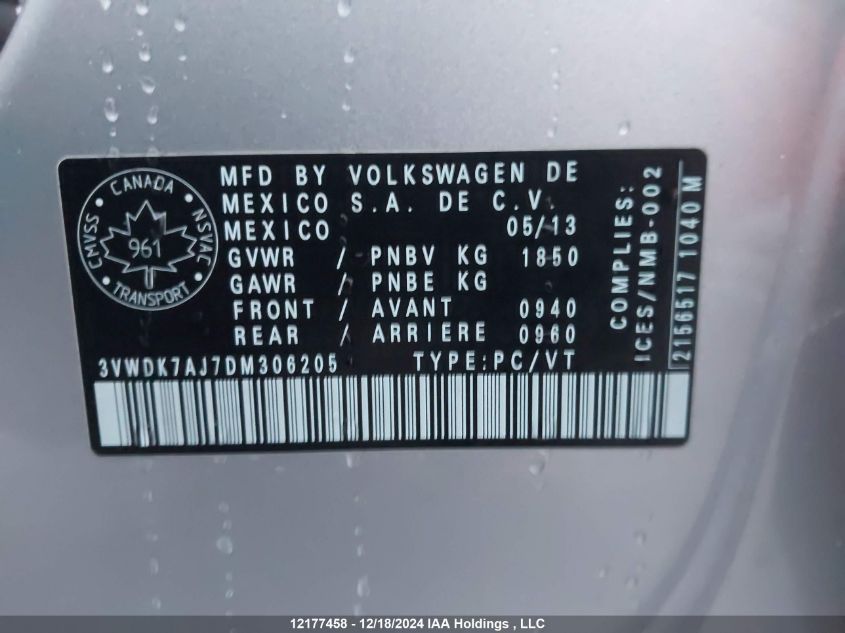 CANADA
CMVSS
NSVAC
961
TRANSPORT
MFD BY VOLKSWAGEN DE
MEXICO S.A. DE C.V.
MEXICO 05/13
GVWR / PNBV KG 1850
GAWR / PNBE KG
FRONT / AVANT 0940
REAR / ARRIERE 0960
3VWDK7AJ7DM306205 TYPE:PC/VT
COMPLIES:
ICES/NMB-002
2156517 1040 M
12177458 - 12/18/2024 IAA Holdings , LLC